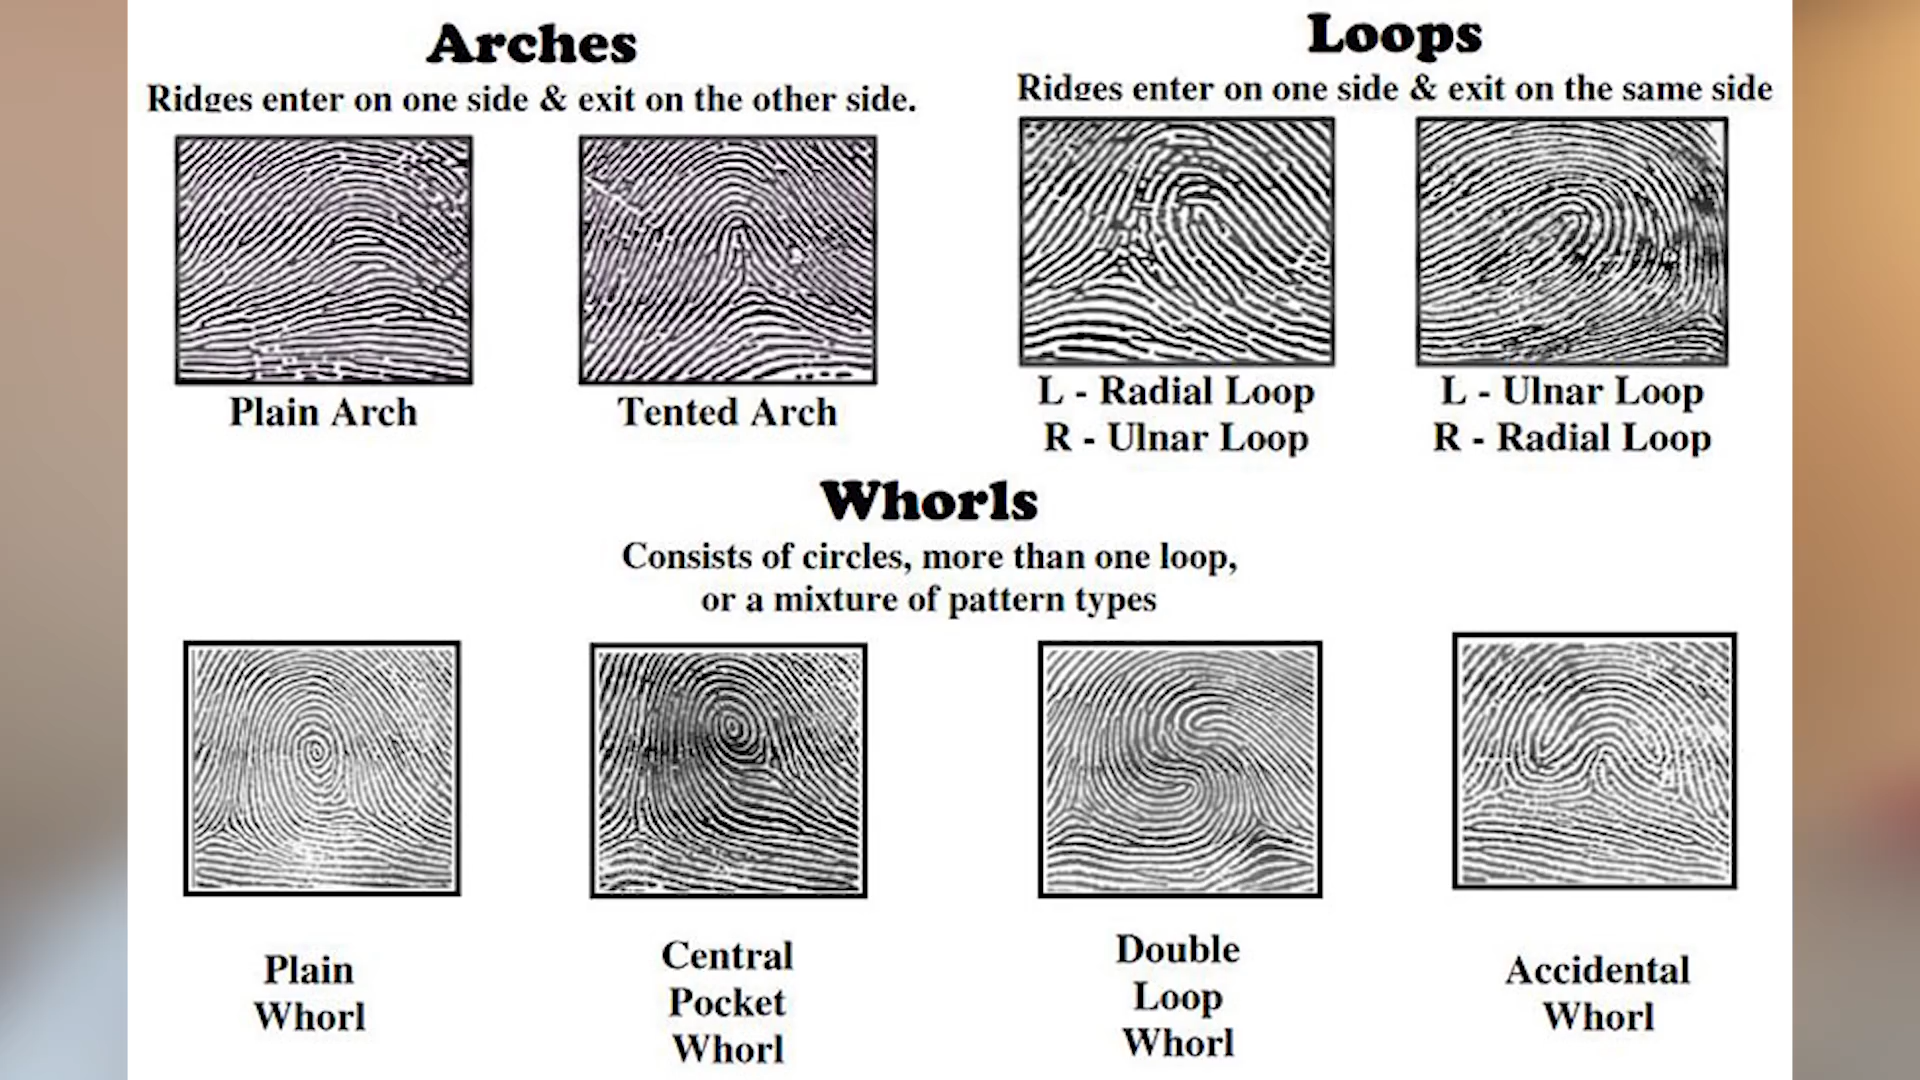 Arches
Ridges enter on one side & exit on the other side.
Plain Arch
Tented Arch
Loops
Ridges enter on one side & exit on the same side
L - Radial Loop
R - Ulnar Loop
L - Ulnar Loop
R - Radial Loop
Whorls
Consists of circles, more than one loop,
or a mixture of pattern types
Plain
Whorl
Central
Pocket
Whorl
Double
Loop
Whorl
Accidental
Whorl